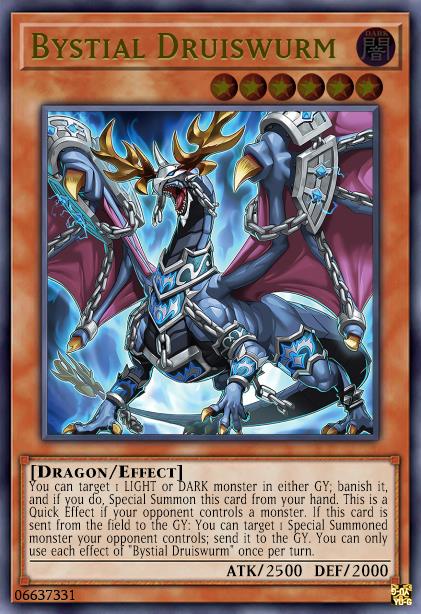 Bystial Druiswurm
DARK
闇
[Dragon/Effect]
You can target 1 LIGHT or DARK monster in either GY; banish it,
and if you do, Special Summon this card from your hand. This is a
Quick Effect if your opponent controls a monster. If this card is
sent from the field to the GY: You can target 1 Special Summoned
monster your opponent controls; send it to the GY. You can only
use each effect of "Bystial Druiswurm" once per turn.
ATK/2500 DEF/2000
06637331